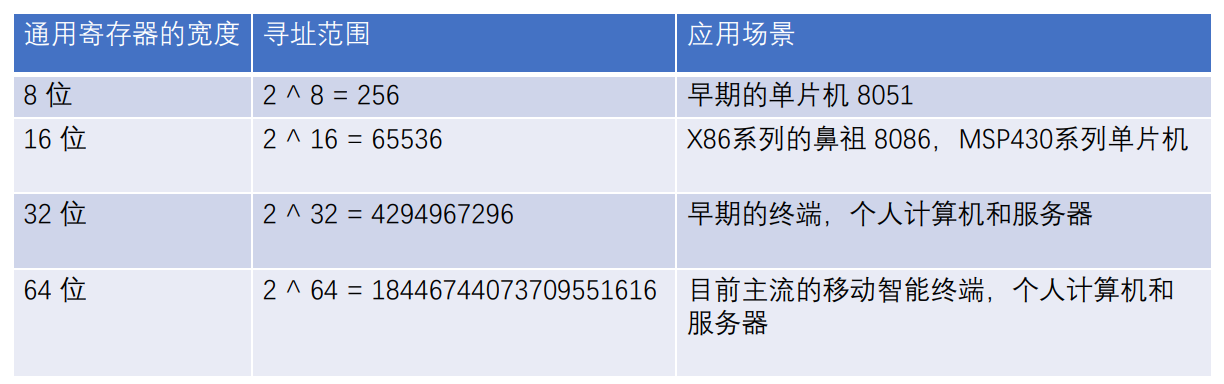 通用寄存器的宽度 寻址范围 应用场景
8 位 2 ^ 8 = 256 早期的单片机 8051
16 位 2 ^ 16 = 65536 X86系列的鼻祖 8086，MSP430系列单片机
32 位 2 ^ 32 = 4294967296 早期的终端，个人计算机和服务器
64 位 2 ^ 64 = 18446744073709551616 目前主流的移动智能终端，个人计算机和
服务器